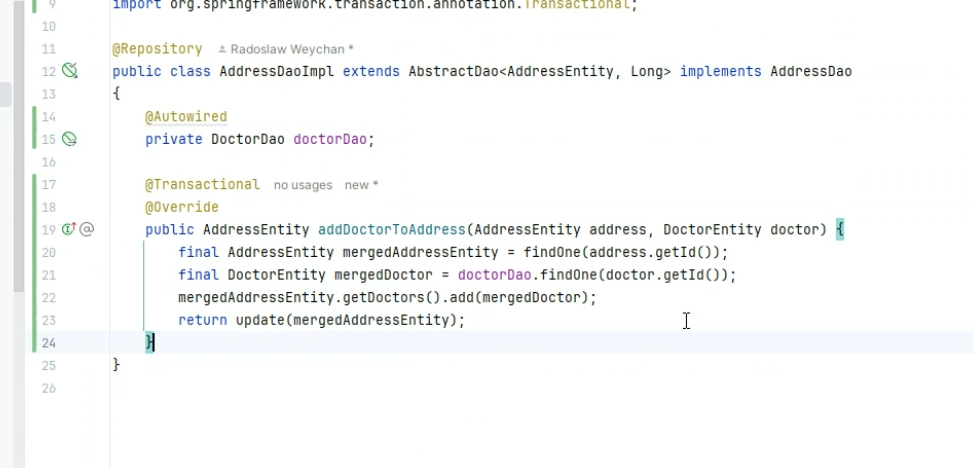 9 import org.springframework.transaction.annotation.Transactional;
10
11 @Repository Radoslaw Weychan *
12 public class AddressDaoImpl extends AbstractDao<AddressEntity, Long> implements AddressDao
13 {
14 @Autowired
15 private DoctorDao doctorDao;
16
17 @Transactional no usages new *
18 @Override
19 public AddressEntity addDoctorToAddress(AddressEntity address, DoctorEntity doctor) {
20 final AddressEntity mergedAddressEntity = findOne(address.getId());
21 final DoctorEntity mergedDoctor = doctorDao.findOne(doctor.getId());
22 mergedAddressEntity.getDoctors().add(mergedDoctor);
23 return update(mergedAddressEntity);
24 }
25 }
26